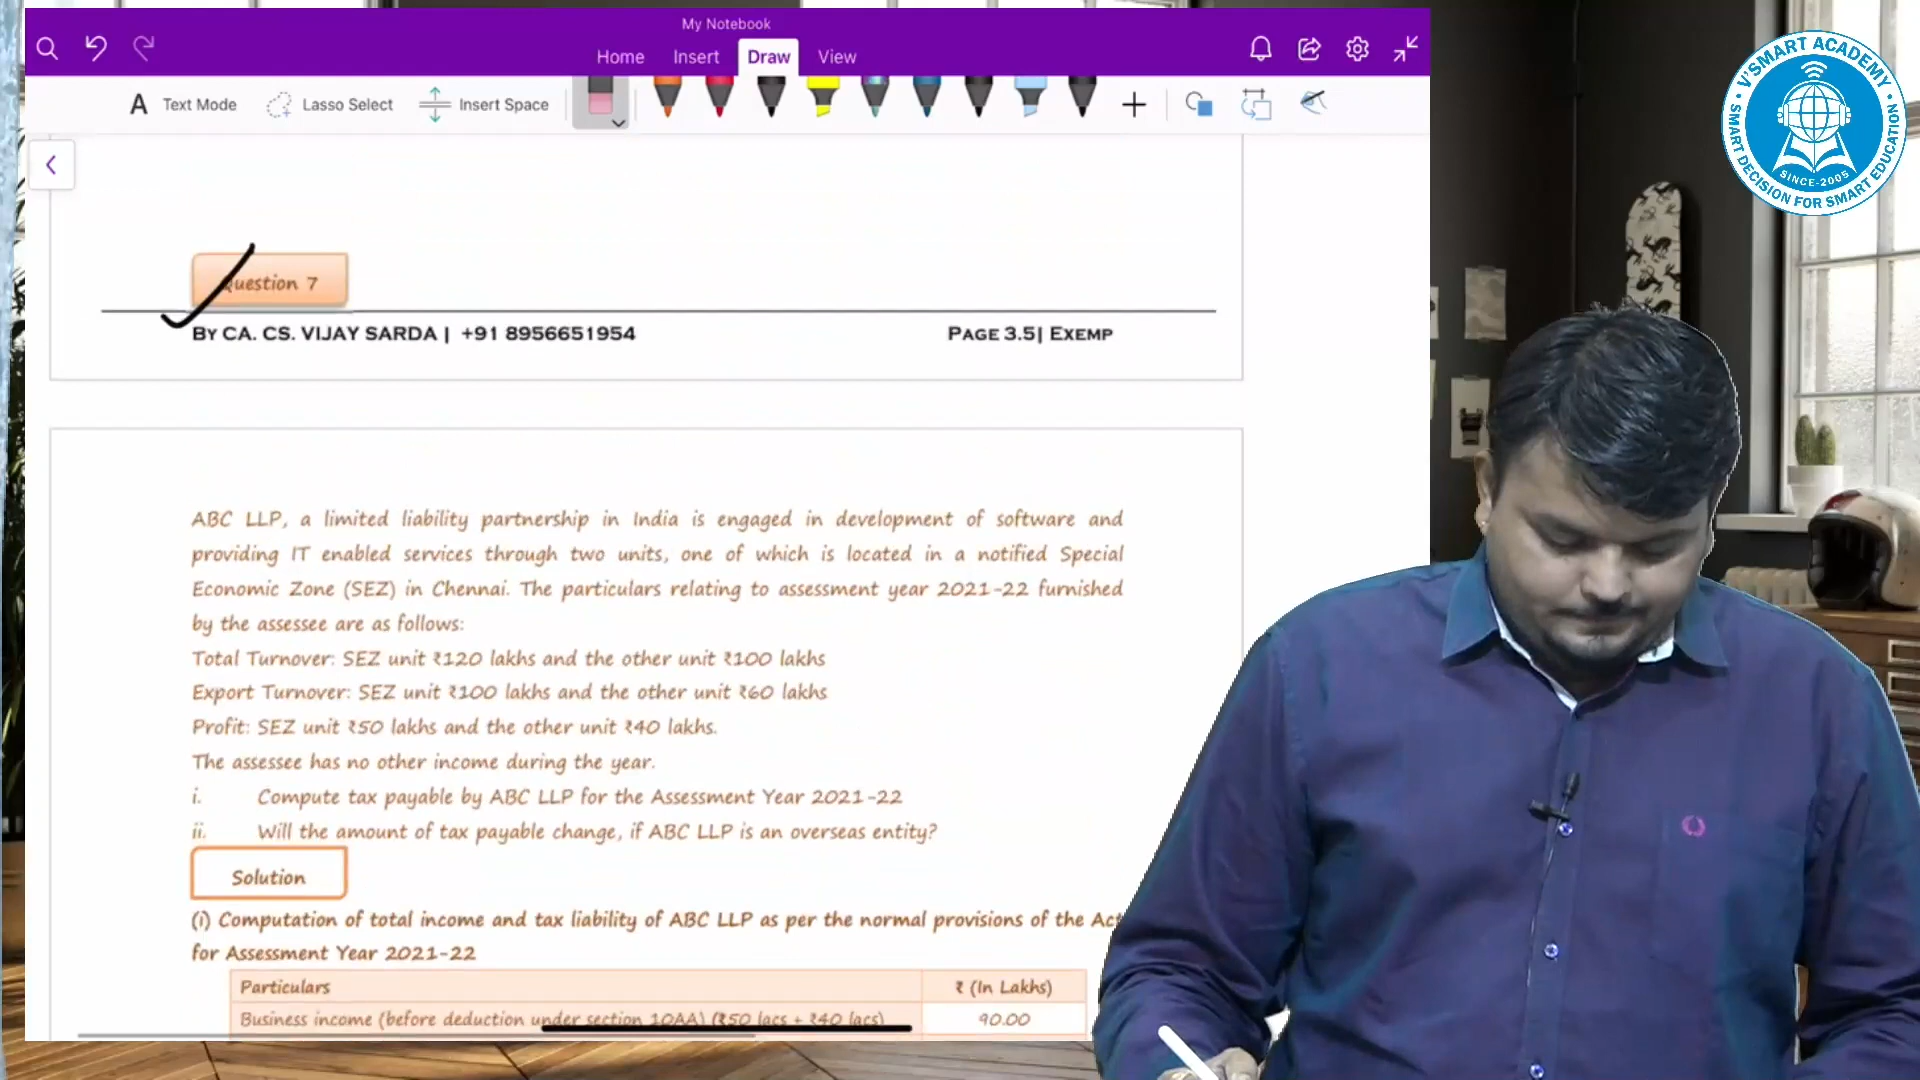 My Notebook
Home Insert Draw View
Text Mode Lasso Select Insert Space
Question 7
BY CA. CS. VIJAY SARDA | +91 8956651954 PAGE 3.5| EXEMP
ABC LLP, a limited liability partnership in India is engaged in development of software and
providing IT enabled services through two units, one of which is located in a notified Special
Economic Zone (SEZ) in Chennai. The particulars relating to assessment year 2021-22 furnished
by the assessee are as follows:
Total Turnover: SEZ unit ₹120 lakhs and the other unit ₹100 lakhs
Export Turnover: SEZ unit ₹100 lakhs and the other unit ₹60 lakhs
Profit: SEZ unit ₹50 lakhs and the other unit ₹40 lakhs.
The assessee has no other income during the year.
i. Compute tax payable by ABC LLP for the Assessment Year 2021-22
ii. Will the amount of tax payable change, if ABC LLP is an overseas entity?
Solution
(i) Computation of total income and tax liability of ABC LLP as per the normal provisions of the Act
for Assessment Year 2021-22
Particulars ₹ (In Lakhs)
Business income (before deduction under section 10AA) (₹50 lacs + ₹40 lacs) 90.00
V'SMART ACADEMY
SINCE-2005
SMART DECISION FOR SMART EDUCATION